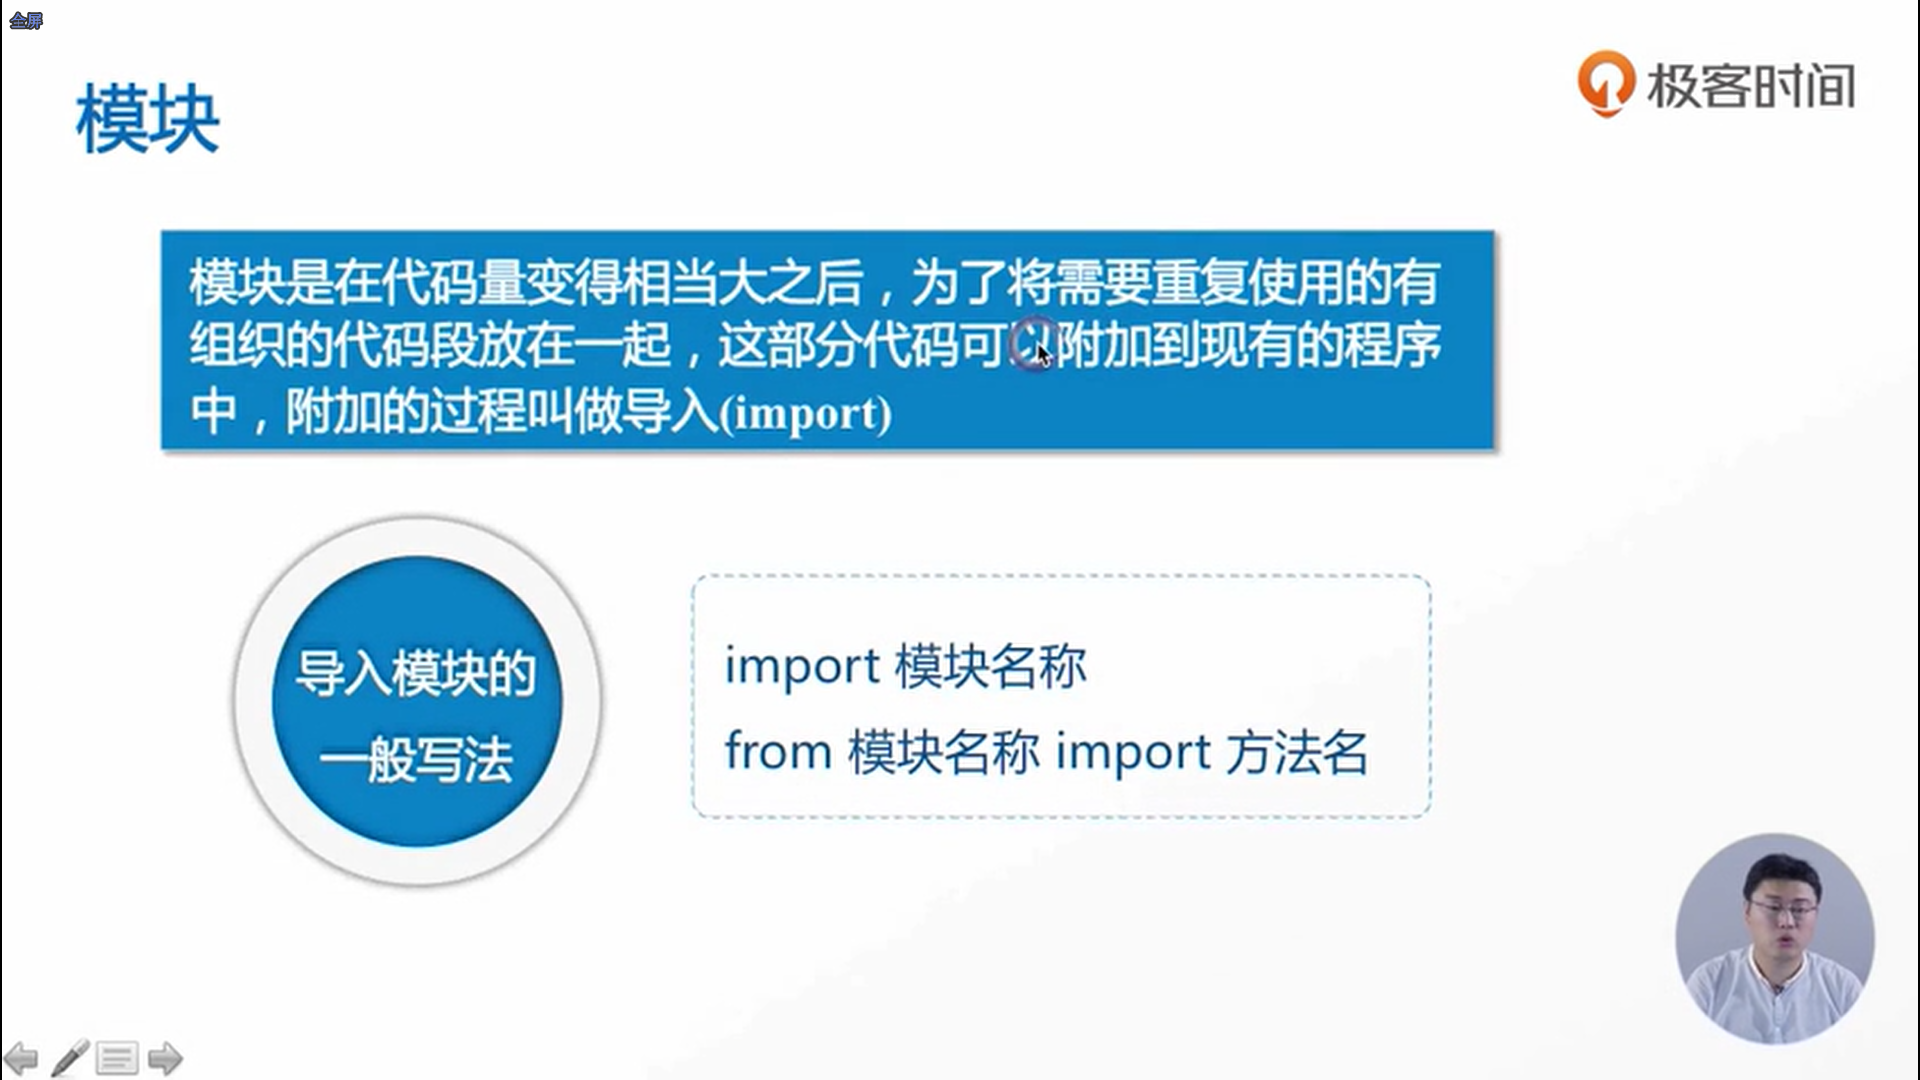 全屏
模块
极客时间
模块是在代码量变得相当大之后，为了将需要重复使用的有
组织的代码段放在一起，这部分代码可以附加到现有的程序
中，附加的过程叫做导入(import)
导入模块的
一般写法
import 模块名称
from 模块名称 import 方法名